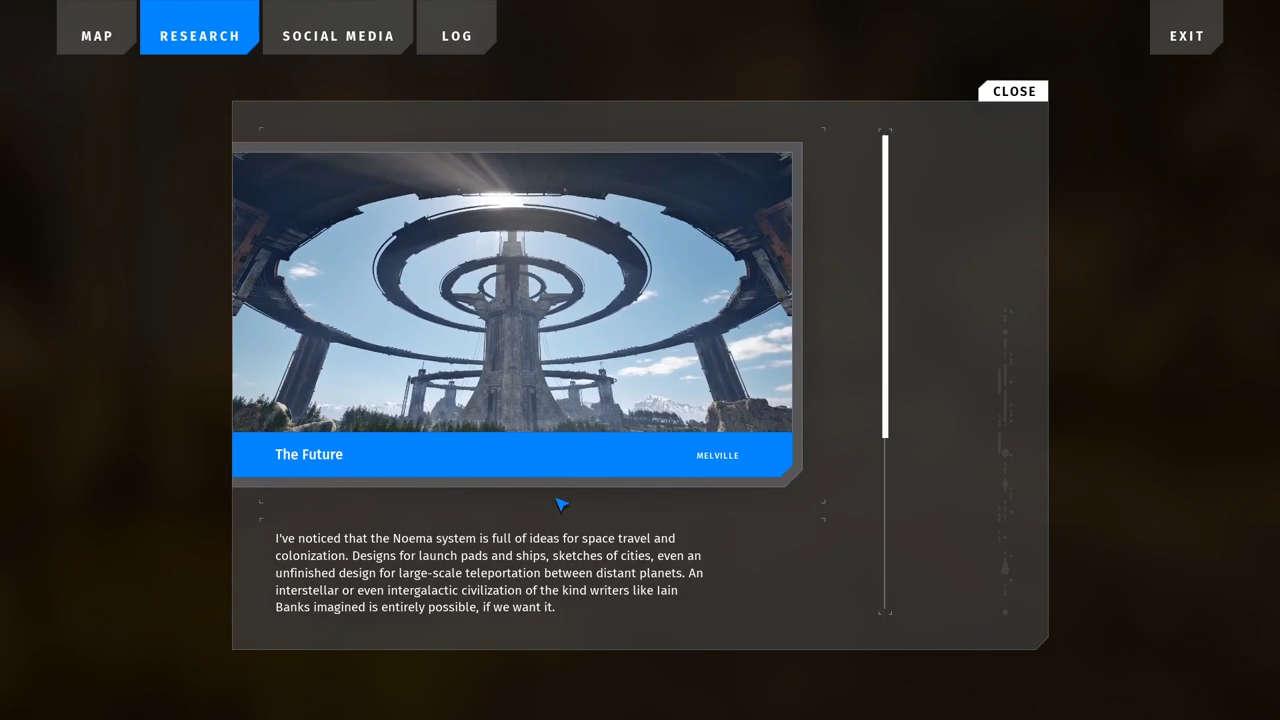 MAP
RESEARCH
SOCIAL MEDIA
LOG
EXIT
CLOSE
The Future
MELVILLE
I've noticed that the Noema system is full of ideas for space travel and
colonization. Designs for launch pads and ships, sketches of cities, even an
unfinished design for large-scale teleportation between distant planets. An
interstellar or even intergalactic civilization of the kind writers like Iain
Banks imagined is entirely possible, if we want it.